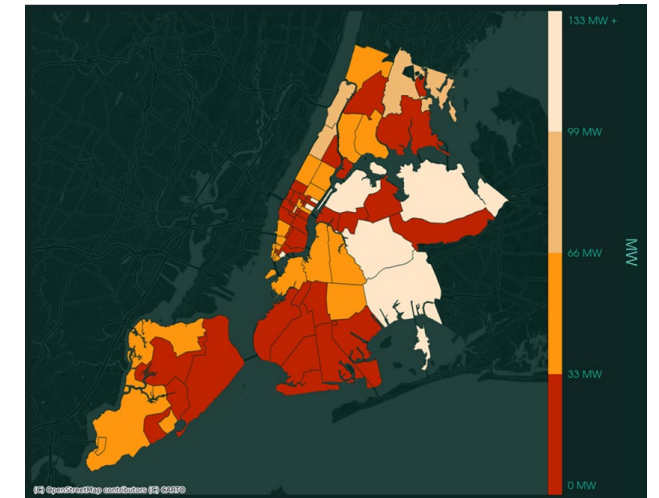 133 MW +
99 MW
66 MW
MW
33 MW
0 MW
(C) OpenStreetMap contributors (C) CARTO